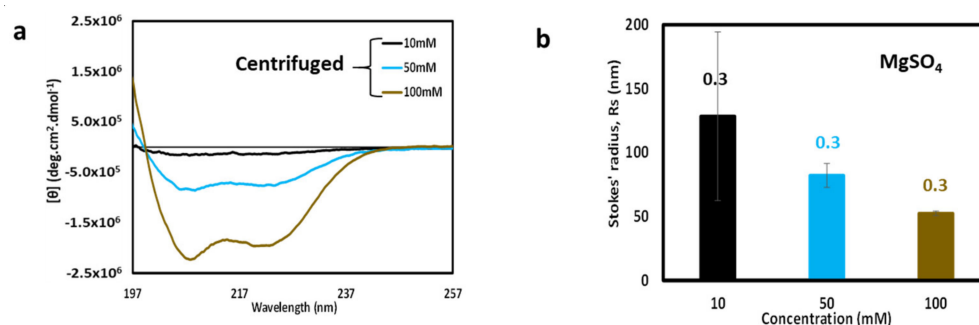 a
2.5x10⁶
1.5x10⁶
5.0x10⁵
-5.0x10⁵
-1.5x10⁶
-2.5x10⁶
[θ] (deg.cm².dmol⁻¹)
Centrifuged
10mM
50mM
100mM
197
217
237
257
Wavelength (nm)
b
200
150
100
50
0
Stokes' radius, Rs (nm)
MgSO₄
0.3
0.3
0.3
10
50
100
Concentration (mM)